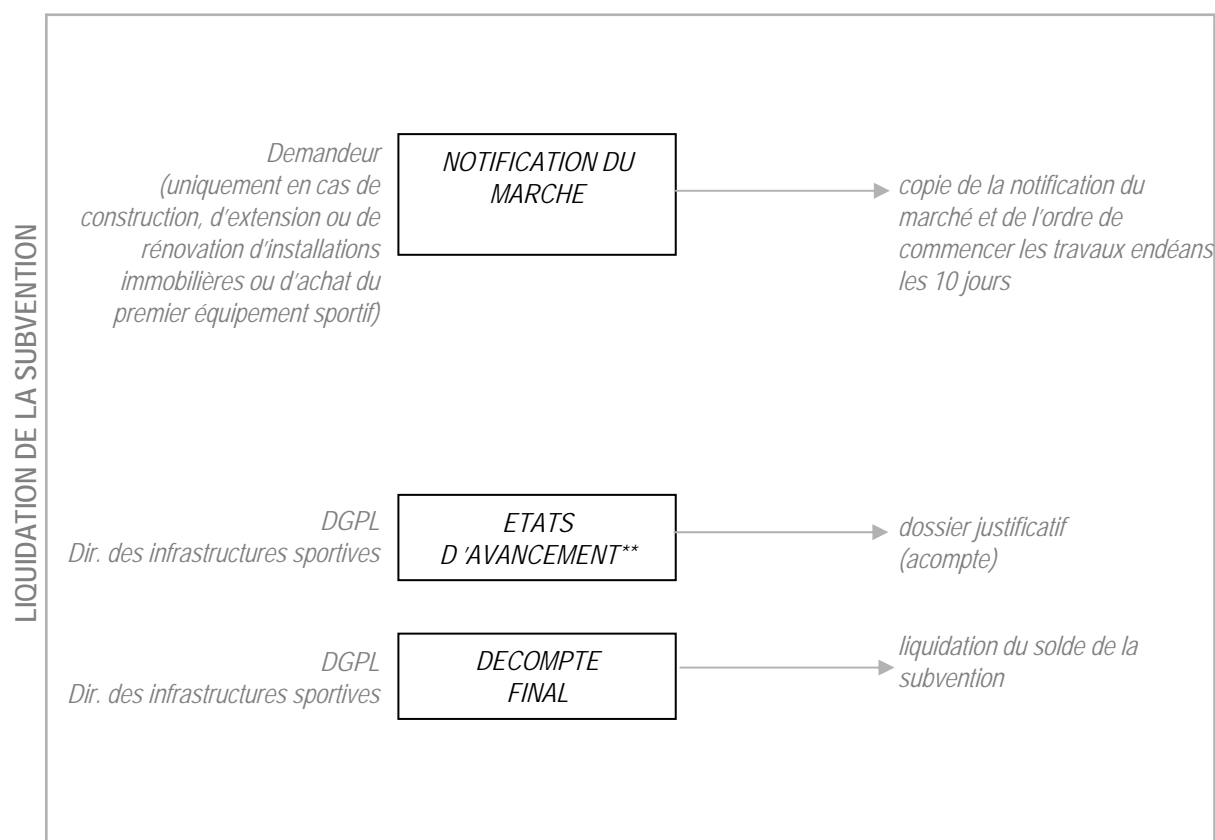 LIQUIDATION DE LA SUBVENTION
Demandeur
(uniquement en cas de
construction, d'extension ou de
rénovation d'installations
immobilières ou d'achat du
premier équipement sportif)
NOTIFICATION DU
MARCHE
copie de la notification du
marché et de l'ordre de
commencer les travaux endéans
les 10 jours
DGPL
Dir. des infrastructures sportives
ETATS
D 'AVANCEMENT**
dossier justificatif
(acompte)
DGPL
Dir. des infrastructures sportives
DECOMPTE
FINAL
liquidation du solde de la
subvention